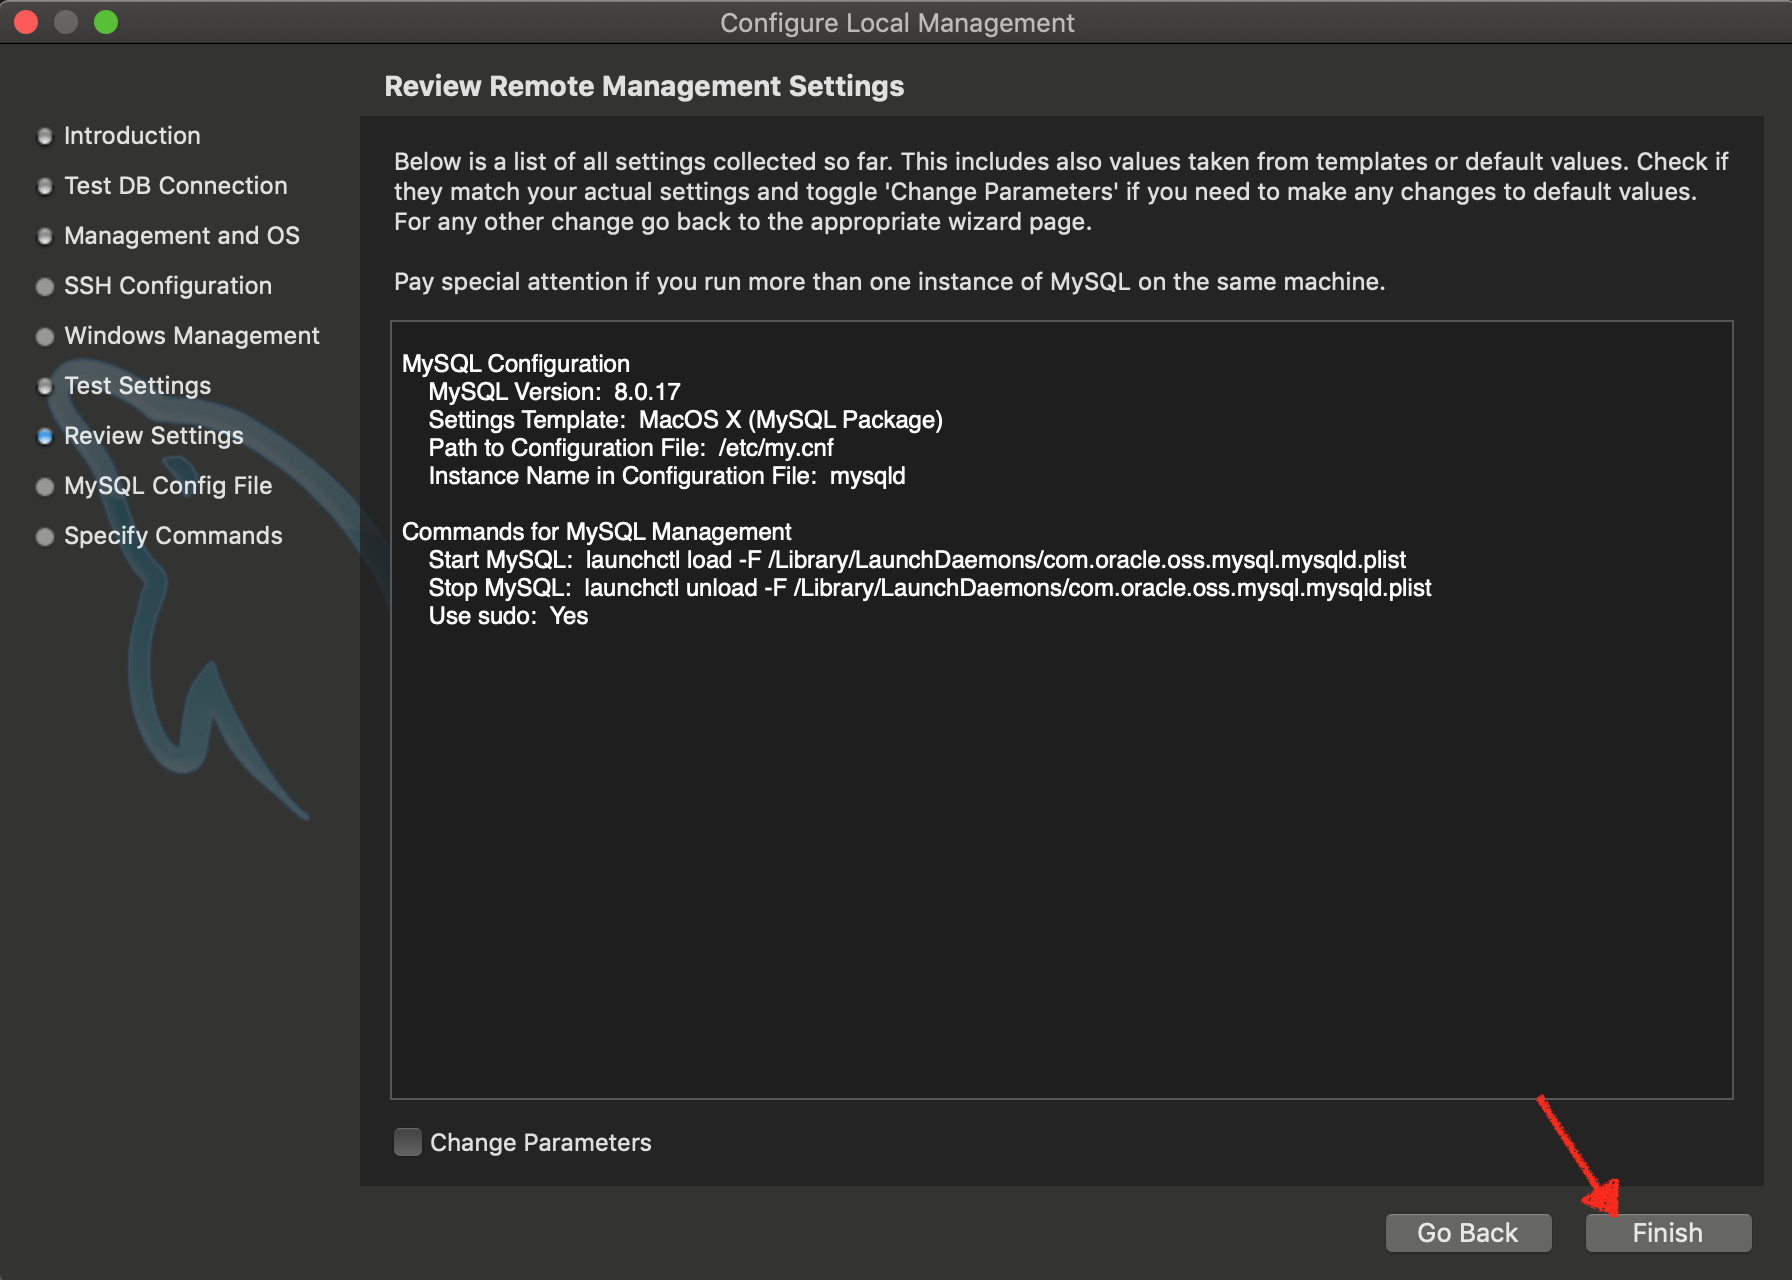 Configure Local Management
Review Remote Management Settings
Introduction
Test DB Connection
Management and OS
SSH Configuration
Windows Management
Test Settings
Review Settings
MySQL Config File
Specify Commands
Below is a list of all settings collected so far. This includes also values taken from templates or default values. Check if
they match your actual settings and toggle 'Change Parameters' if you need to make any changes to default values.
For any other change go back to the appropriate wizard page.
Pay special attention if you run more than one instance of MySQL on the same machine.
MySQL Configuration
MySQL Version: 8.0.17
Settings Template: MacOS X (MySQL Package)
Path to Configuration File: /etc/my.cnf
Instance Name in Configuration File: mysqld
Commands for MySQL Management
Start MySQL: launchctl load -F /Library/LaunchDaemons/com.oracle.oss.mysql.mysqld.plist
Stop MySQL: launchctl unload -F /Library/LaunchDaemons/com.oracle.oss.mysql.mysqld.plist
Use sudo: Yes
Change Parameters
Go Back
Finish